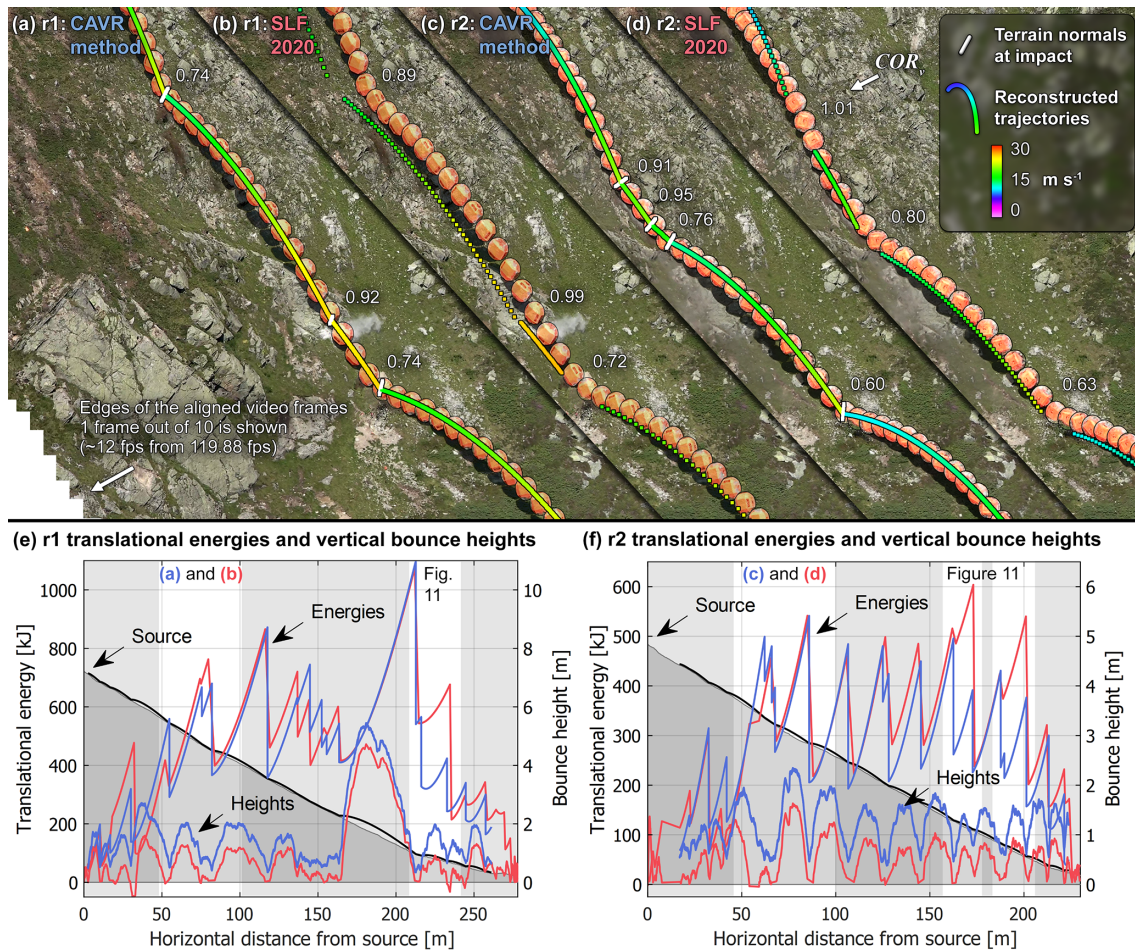 (a) r1: CAVR method
(b) r1: SLF 2020
(c) r2: CAVR method
(d) r2: SLF 2020
0.74
0.92
0.74
0.89
0.99
0.72
0.91
0.95
0.76
0.60
CORv
1.01
0.80
0.63
Terrain normals
at impact
Reconstructed
trajectories
30
15 m s⁻¹
0
Edges of the aligned video frames
1 frame out of 10 is shown
(~12 fps from 119.88 fps)
(e) r1 translational energies and vertical bounce heights
(a) and (b)
Fig.
11
Source
Energies
Heights
Translational energy [kJ]
1000
800
600
400
200
0
Bounce height [m]
10
8
6
4
2
0
0 50 100 150 200 250
Horizontal distance from source [m]
(f) r2 translational energies and vertical bounce heights
(c) and (d)
Figure 11
Source
Energies
Heights
Translational energy [kJ]
600
500
400
300
200
100
0
Bounce height [m]
6
5
4
3
2
1
0
0 50 100 150 200
Horizontal distance from source [m]